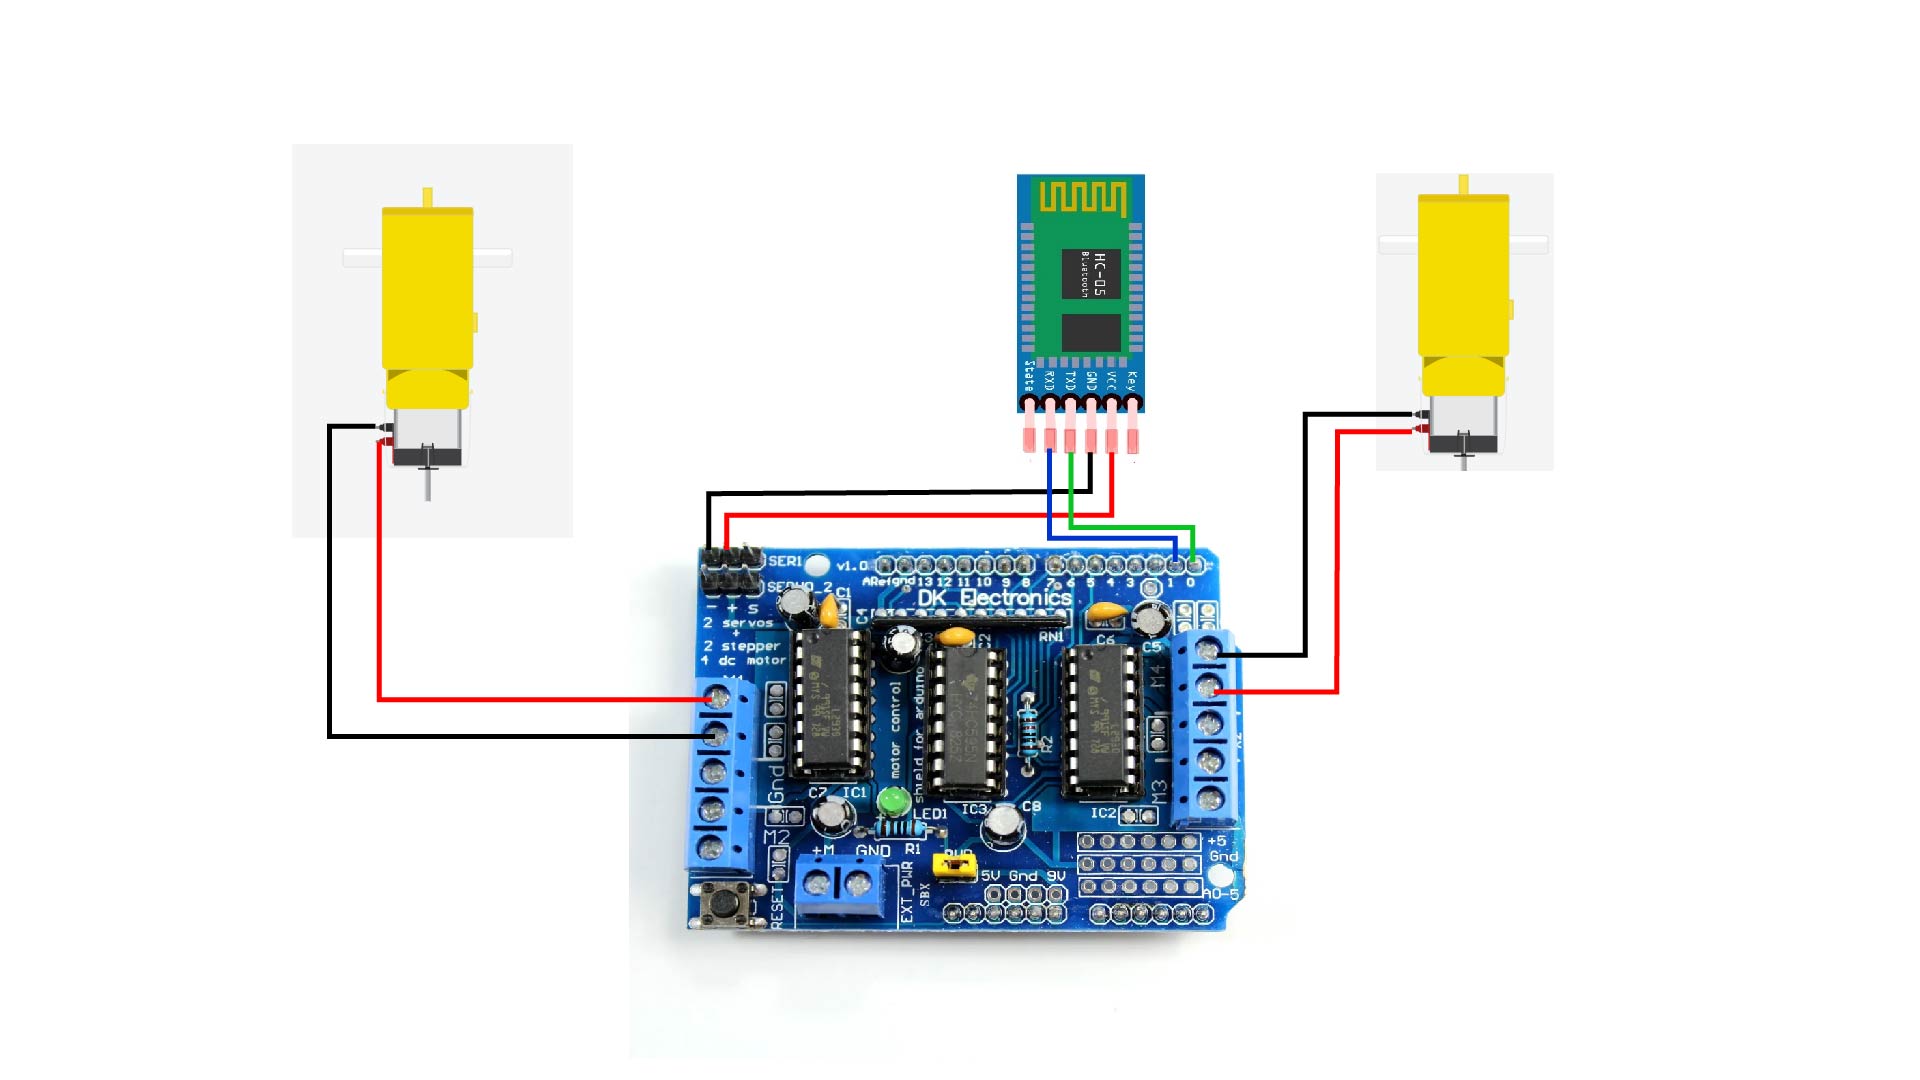 HC-05
Bluetooth
State
RXD
TXD
GND
VCC
Key
SER1
v1.0
ARef
gnd
13 12 11 10 9 8 7 6 5 4 3 1 0
SERVO_2
DK Electronics
- + S
2 servos
+
2 stepper
4 dc motor
C1
C4
C2
RN1
C6
C5
M1
M4
motor control
shield for arduino
R2
Gnd
M3
C7
IC1
IC3
C8
IC2
LED1
M2
+M
GND
R1
+5
Gnd
5V Gnd 9V
A0-5
RESET
EXT_PWR
SBX